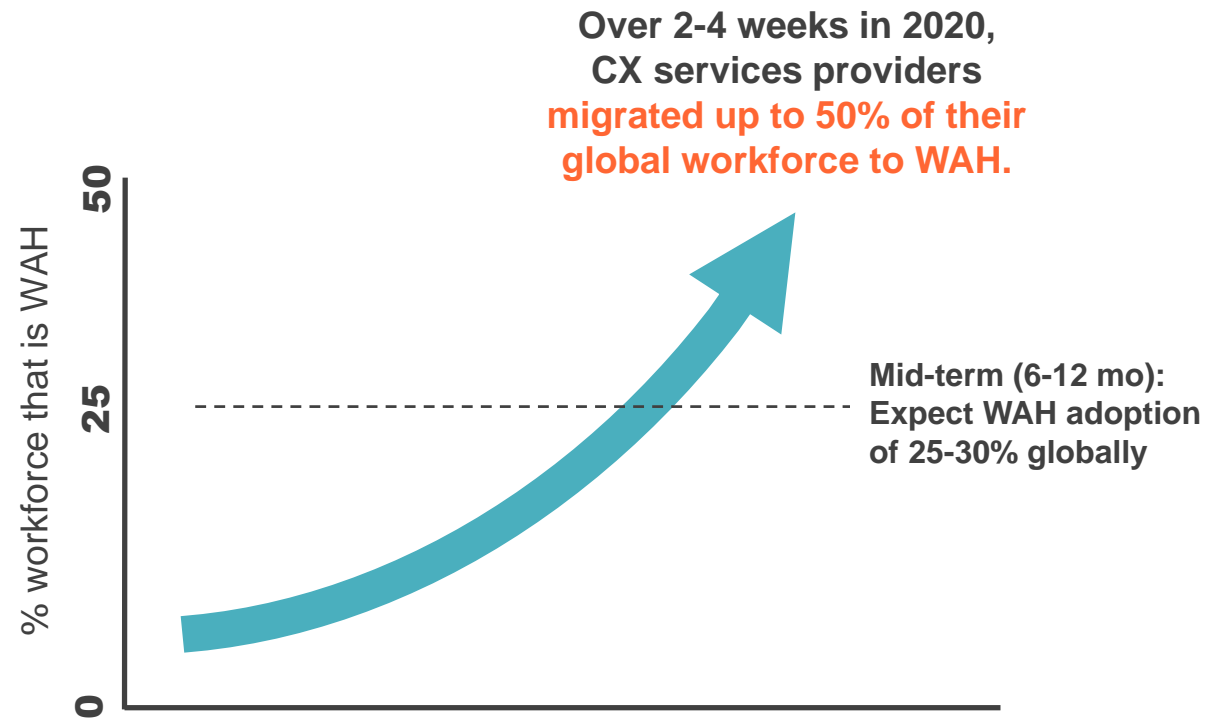 Over 2-4 weeks in 2020,
CX services providers
migrated up to 50% of their
global workforce to WAH.
% workforce that is WAH
50
25
0
Mid-term (6-12 mo):
Expect WAH adoption
of 25-30% globally